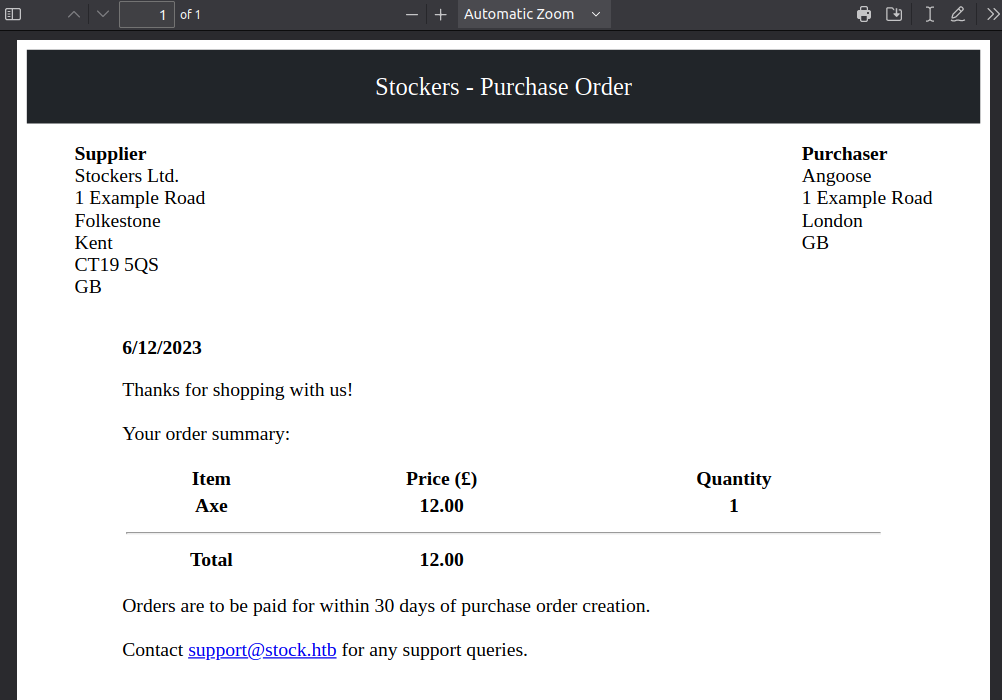 1 of 1 Automatic Zoom
Stockers - Purchase Order
Supplier
Stockers Ltd.
1 Example Road
Folkestone
Kent
CT19 5QS
GB
Purchaser
Angoose
1 Example Road
London
GB
6/12/2023
Thanks for shopping with us!
Your order summary:
Item Price (£) Quantity
Axe 12.00 1
Total 12.00
Orders are to be paid for within 30 days of purchase order creation.
Contact support@stock.htb for any support queries.